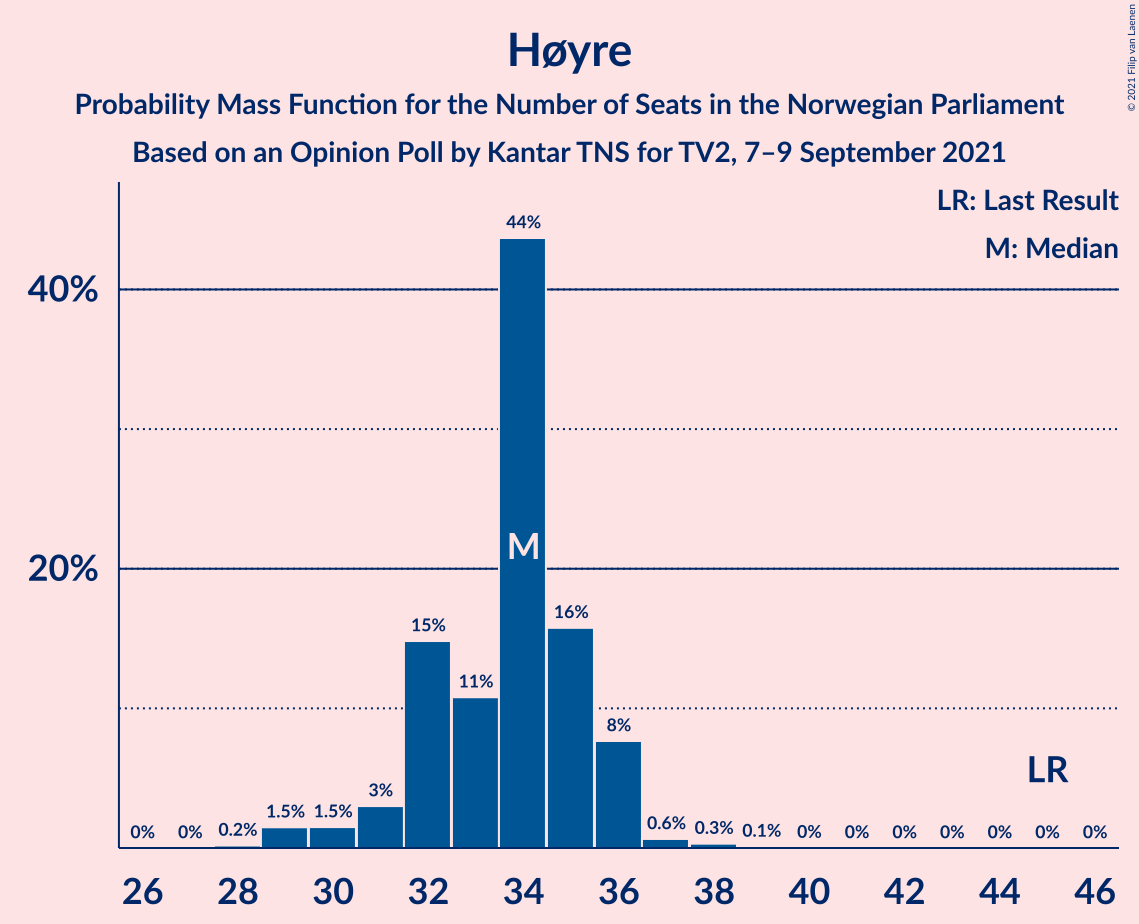 Høyre
Probability Mass Function for the Number of Seats in the Norwegian Parliament
Based on an Opinion Poll by Kantar TNS for TV2, 7–9 September 2021
© 2021 Filip van Laenen
LR: Last Result
M: Median
40%
20%
0% 0% 0.2% 1.5% 1.5% 3% 15% 11% 44% 16% 8% 0.6% 0.3% 0.1% 0% 0% 0% 0% 0% 0% 0%
M
LR
26 28 30 32 34 36 38 40 42 44 46